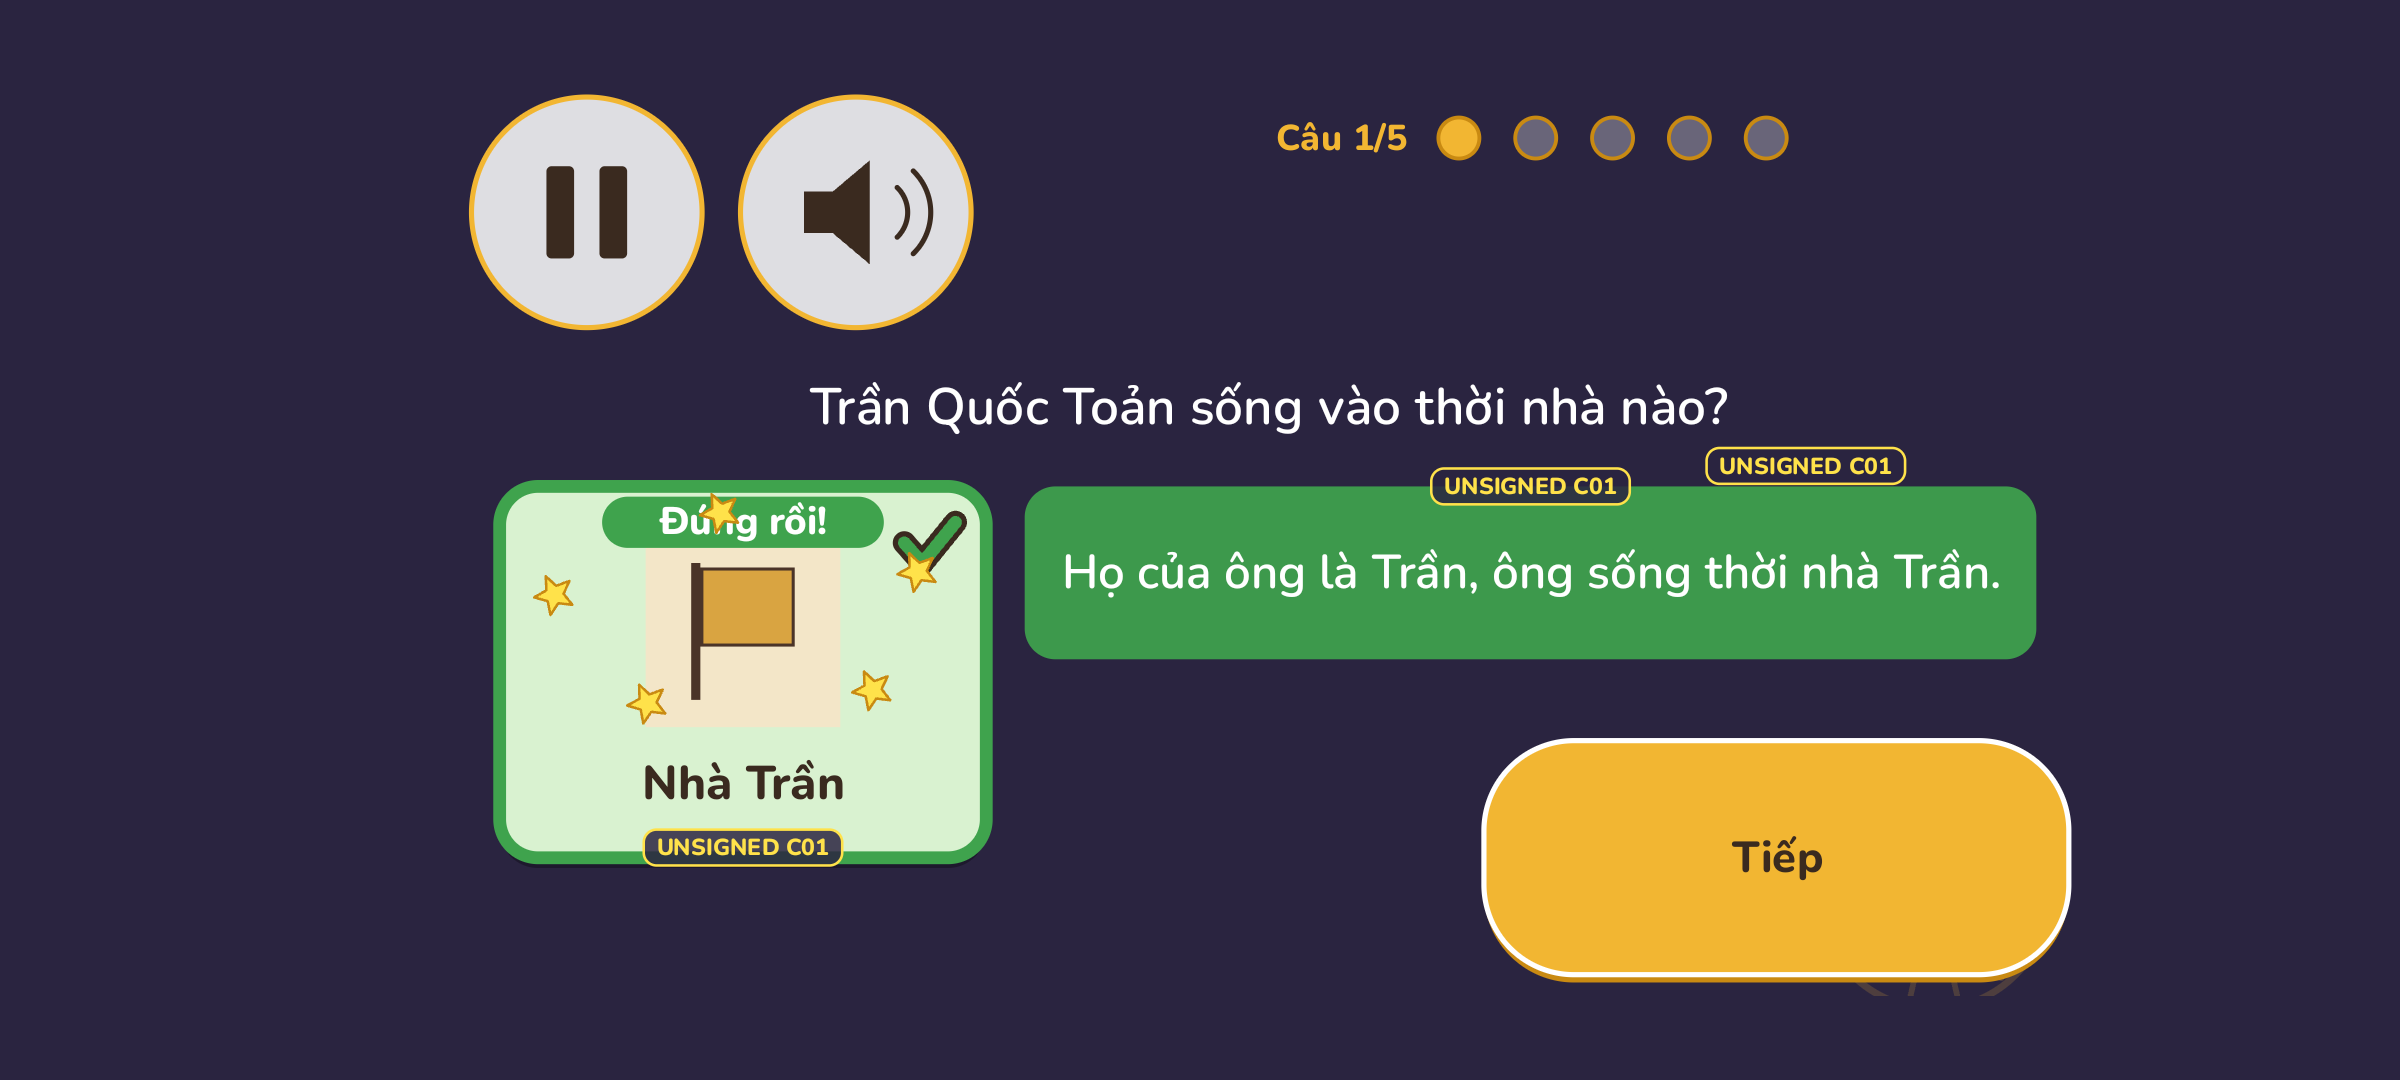 Câu 1/5
Trần Quốc Toản sống vào thời nhà nào?
UNSIGNED C01
UNSIGNED C01
Đúng rồi!
Họ của ông là Trần, ông sống thời nhà Trần.
Nhà Trần
UNSIGNED C01
Tiếp